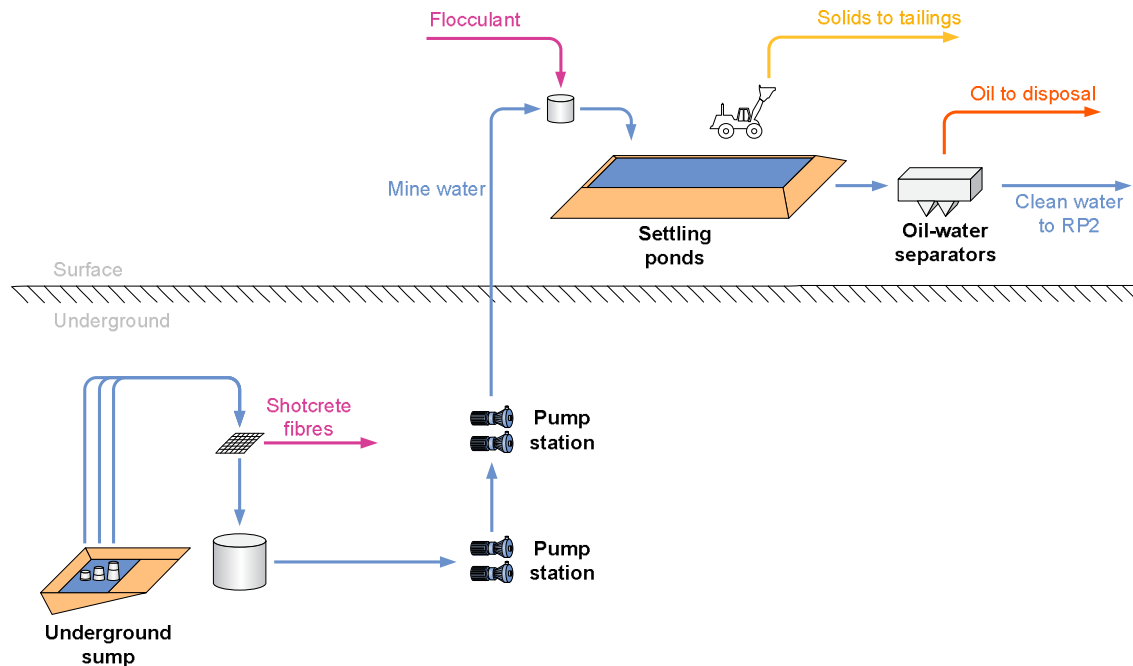 Flocculant
Solids to tailings
Oil to disposal
Mine water
Clean water
to RP2
Settling
ponds
Oil-water
separators
Surface
Underground
Shotcrete
fibres
Pump
station
Pump
station
Underground
sump